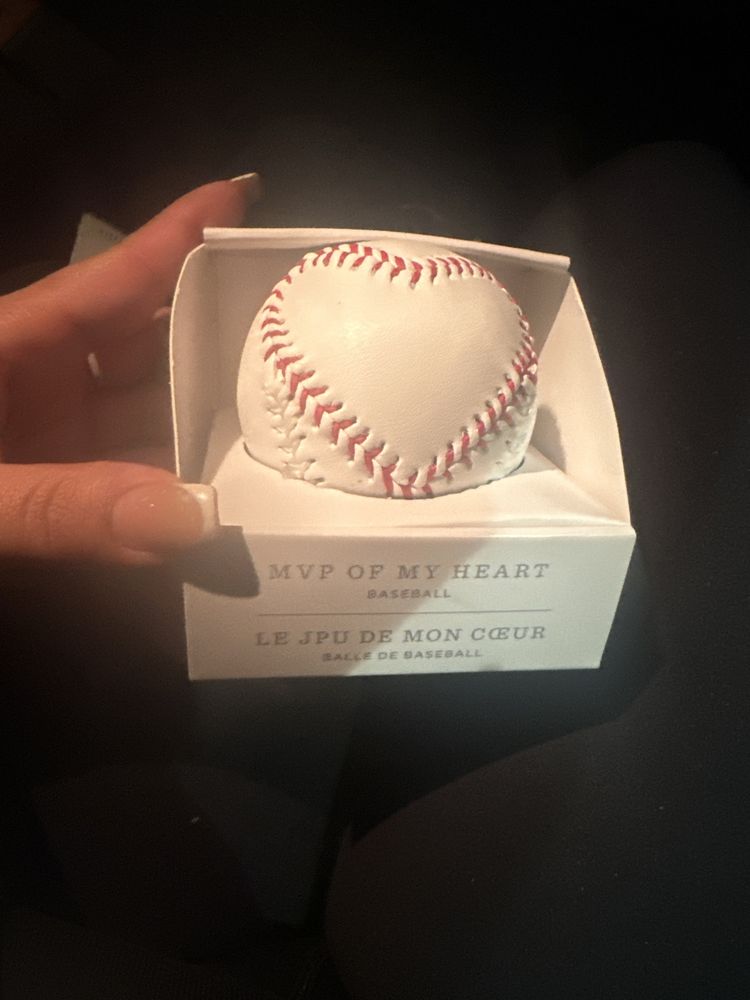 MVP OF MY HEART
BASEBALL
LE JPU DE MON CŒUR
BALLE DE BASEBALL